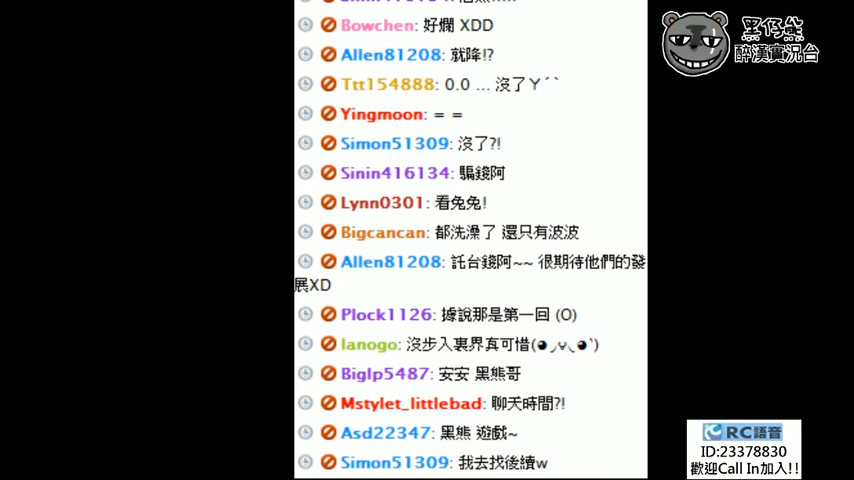 Bowchen: 好爛 XDD
Allen81208: 就降!?
Ttt154888: 0.0 ... 沒了丫ˊˋ
Yingmoon: = =
Simon51309: 沒了?!
Sinin416134: 騙錢阿
Lynn0301: 看兔兔!
Bigcancan: 都洗澡了 還只有波波
Allen81208: 託台錢阿~~ 很期待他們的發
展XD
Plock1126: 據說那是第一回 (O)
Ianogo: 沒步入裏界真可惜(◕◞౪◟◕‵)
Biglp5487: 安安 黑熊哥
Mstylet_littlebad: 聊天時間?!
Asd22347: 黑熊 遊戲~
Simon51309: 我去找後續w
黑仔熊
醉漢實況台
RC語音
ID:23378830
歡迎Call In加入!!